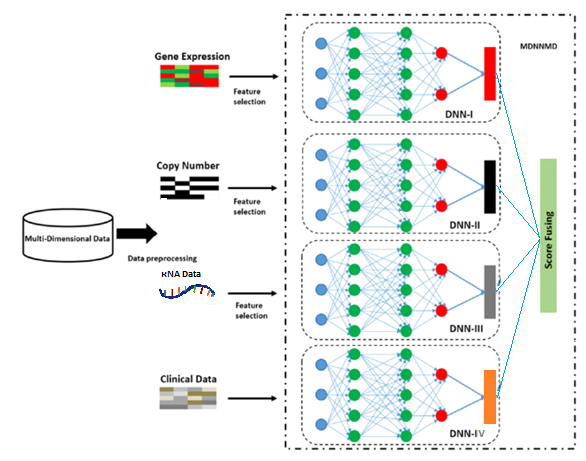 MDNNMD
Gene Expression
Feature
selection
DNN-I
Copy Number
Feature
selection
DNN-II
Multi-Dimensional Data
Data preprocessing
RNA Data
Feature
selection
DNN-III
Score Fusing
Clinical Data
DNN-IV